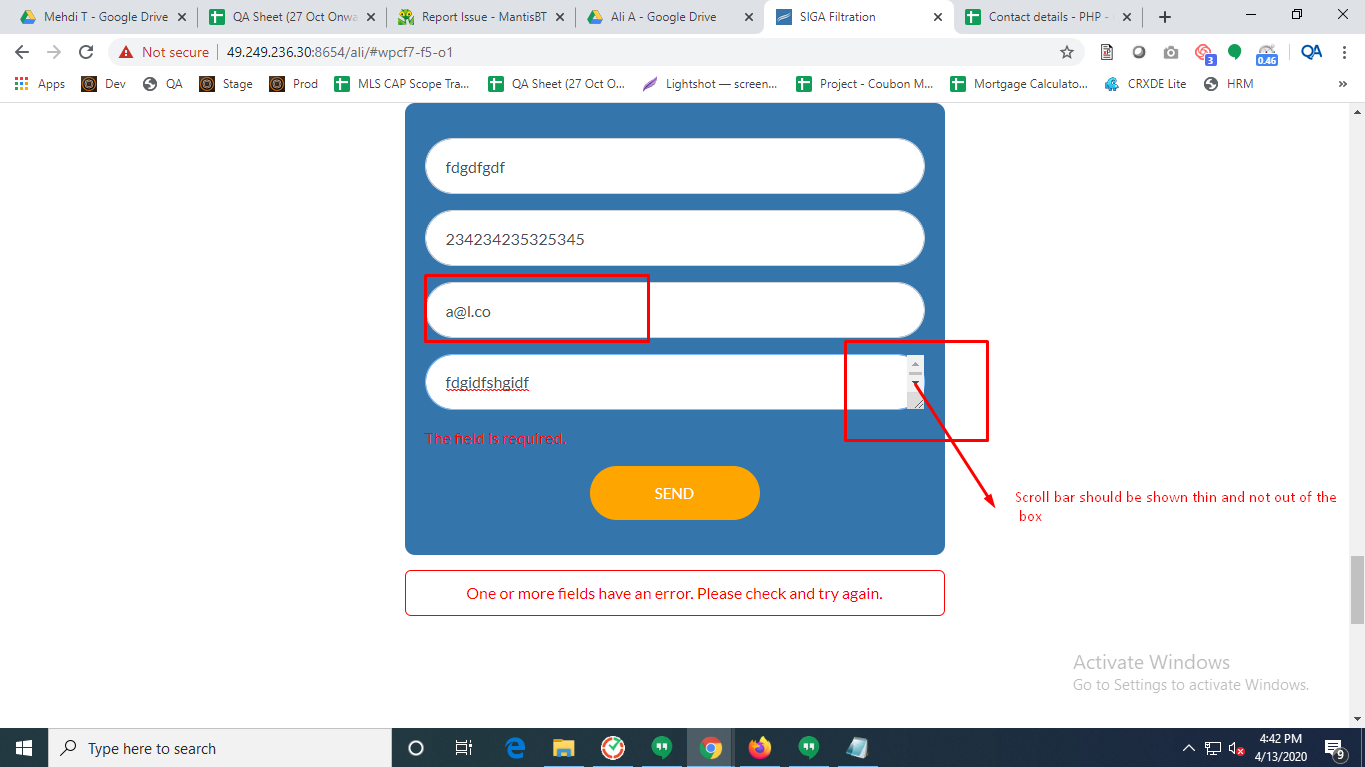 Mehdi T - Google Drive
QA Sheet (27 Oct Onwa
Report Issue - MantisBT
Ali A - Google Drive
SIGA Filtration
Contact details - PHP -
Not secure
49.249.236.30:8654/ali/#wpcf7-f5-o1
3
0.46
QA
Apps
Dev
QA
Stage
Prod
MLS CAP Scope Tra...
QA Sheet (27 Oct O...
Lightshot — screen...
Project - Coubon M...
Mortgage Calculato...
CRXDE Lite
HRM
»
fdgdfgdf
234234235325345
a@l.co
fdgidfshgidf
The field is required.
SEND
Scroll bar should be shown thin and not out of the
box
One or more fields have an error. Please check and try again.
Activate Windows
Go to Settings to activate Windows.
Type here to search
4:42 PM
4/13/2020
9